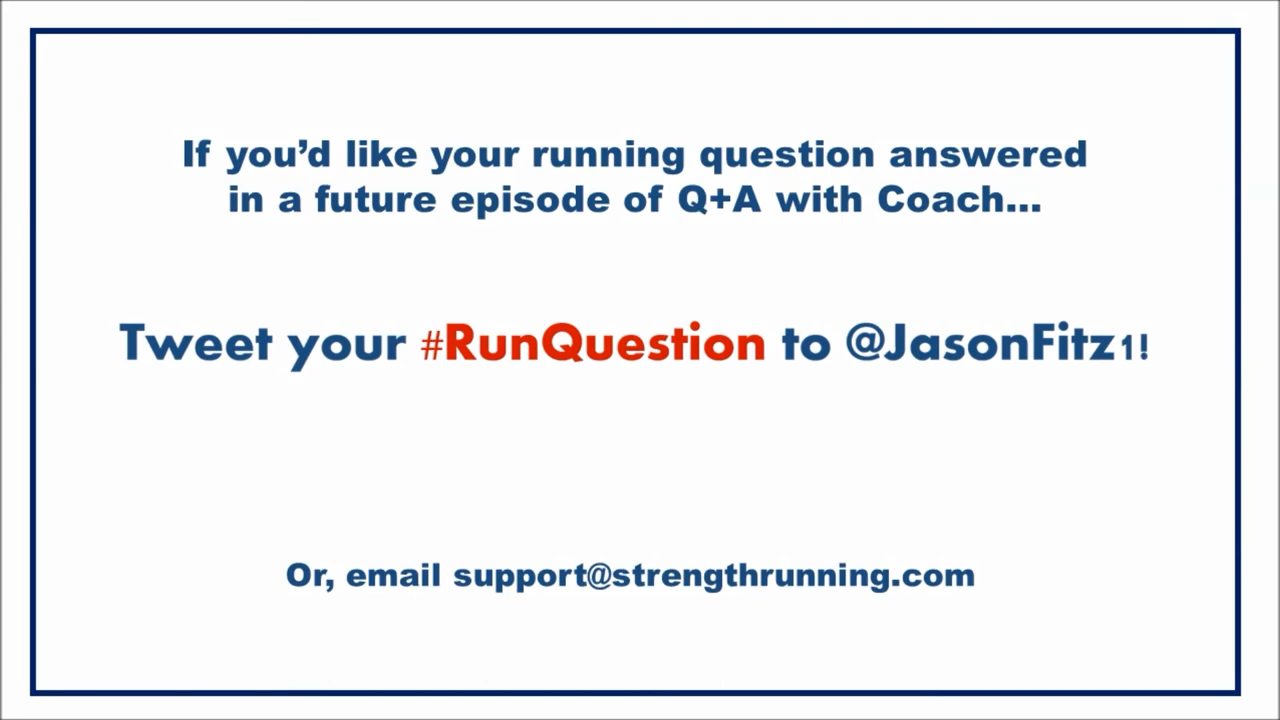 If you’d like your running question answered
in a future episode of Q+A with Coach...
Tweet your #RunQuestion to @JasonFitz1!
Or, email support@strengthrunning.com